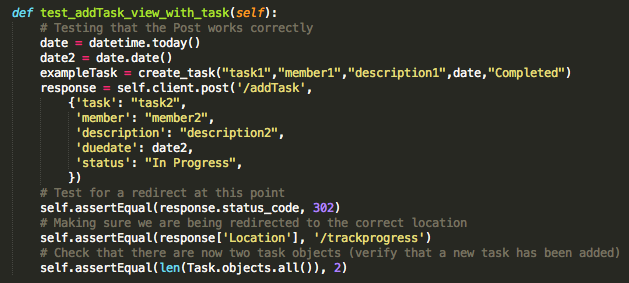 def test_addTask_view_with_task(self):
    # Testing that the Post works correctly
    date = datetime.today()
    date2 = date.date()
    exampleTask = create_task("task1","member1","description1",date,"Completed")
    response = self.client.post('/addTask',
        {'task': "task2",
         'member': "member2",
         'description': "description2",
         'duedate': date2,
         'status': "In Progress",
        })
    # Test for a redirect at this point
    self.assertEqual(response.status_code, 302)
    # Making sure we are being redirected to the correct location
    self.assertEqual(response['Location'], '/trackprogress')
    # Check that there are now two task objects (verify that a new task has been added)
    self.assertEqual(len(Task.objects.all()), 2)